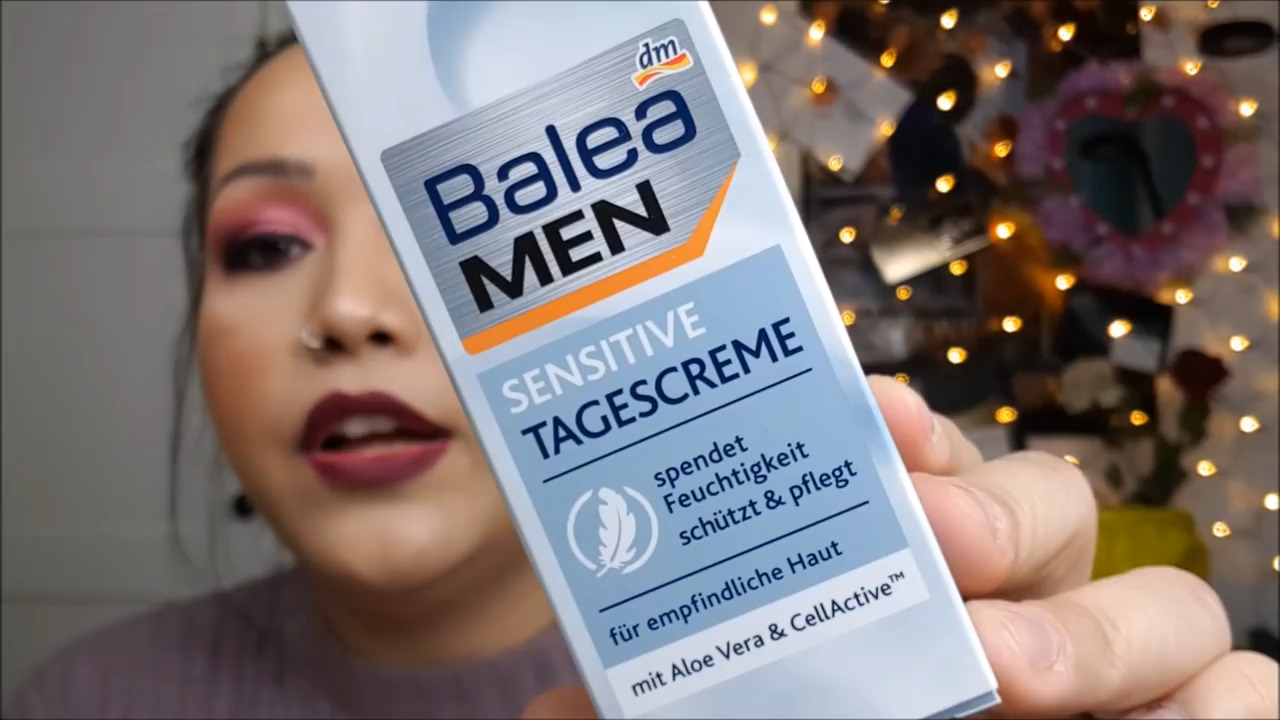 dm
Balea
MEN
SENSITIVE
TAGESCREME
spendet
Feuchtigkeit
schützt & pflegt
für empfindliche Haut
mit Aloe Vera & CellActive™